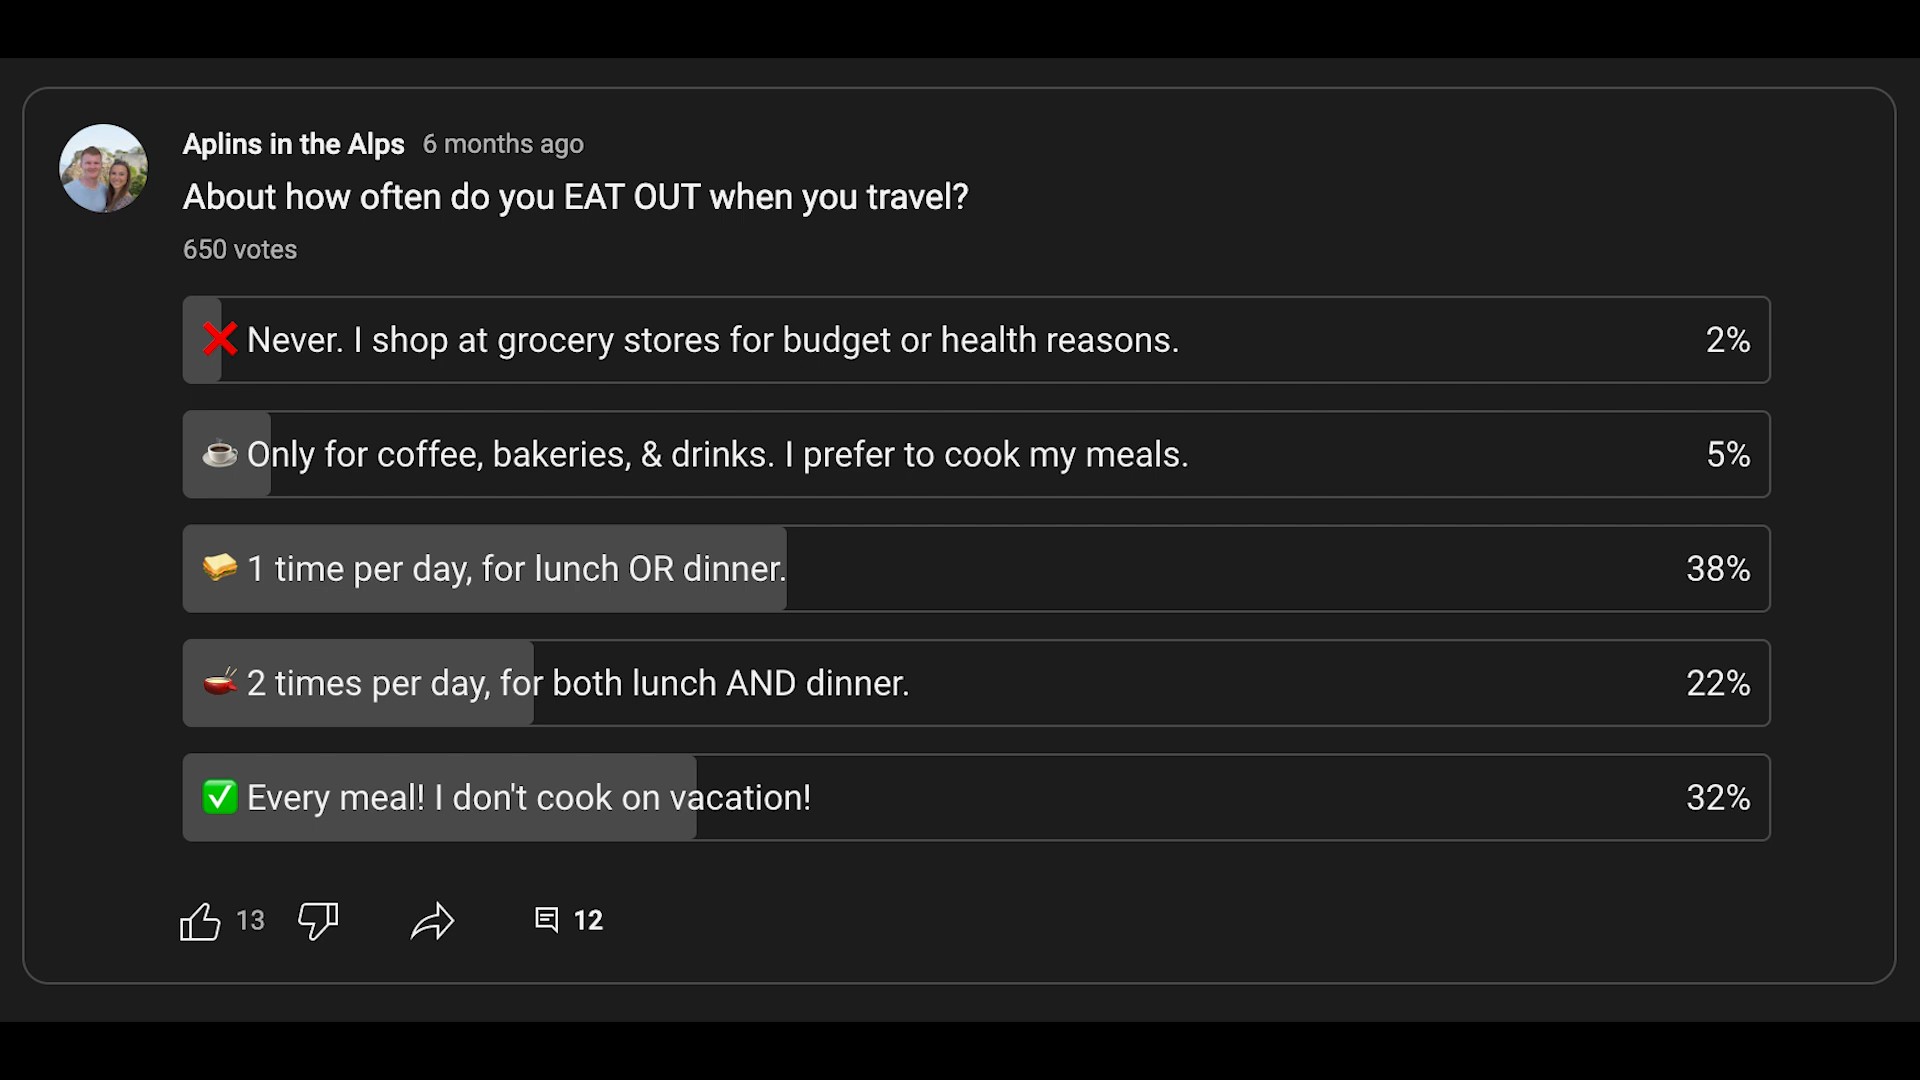 Aplins in the Alps 6 months ago
About how often do you EAT OUT when you travel?
650 votes
❌ Never. I shop at grocery stores for budget or health reasons. 2%
☕ Only for coffee, bakeries, & drinks. I prefer to cook my meals. 5%
🥪 1 time per day, for lunch OR dinner. 38%
🍲 2 times per day, for both lunch AND dinner. 22%
✅ Every meal! I don't cook on vacation! 32%
13 12